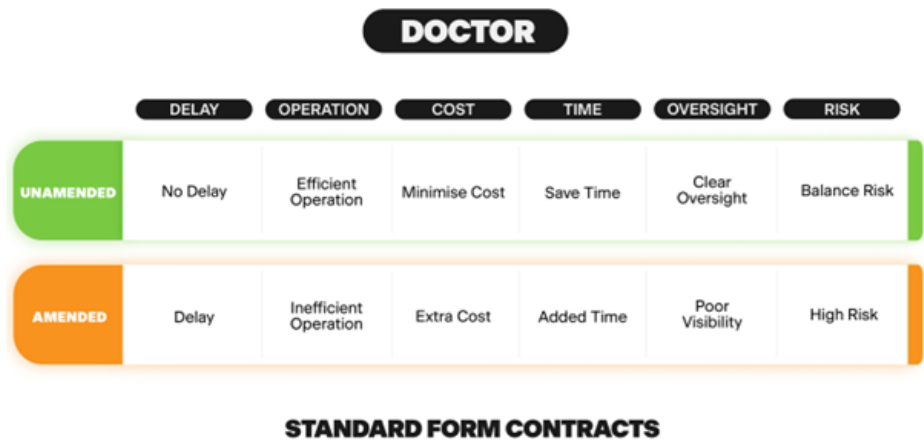 DOCTOR
DELAY OPERATION COST TIME OVERSIGHT RISK
UNAMENDED
No Delay
Efficient
Operation
Minimise Cost
Save Time
Clear
Oversight
Balance Risk
AMENDED
Delay
Inefficient
Operation
Extra Cost
Added Time
Poor
Visibility
High Risk
STANDARD FORM CONTRACTS